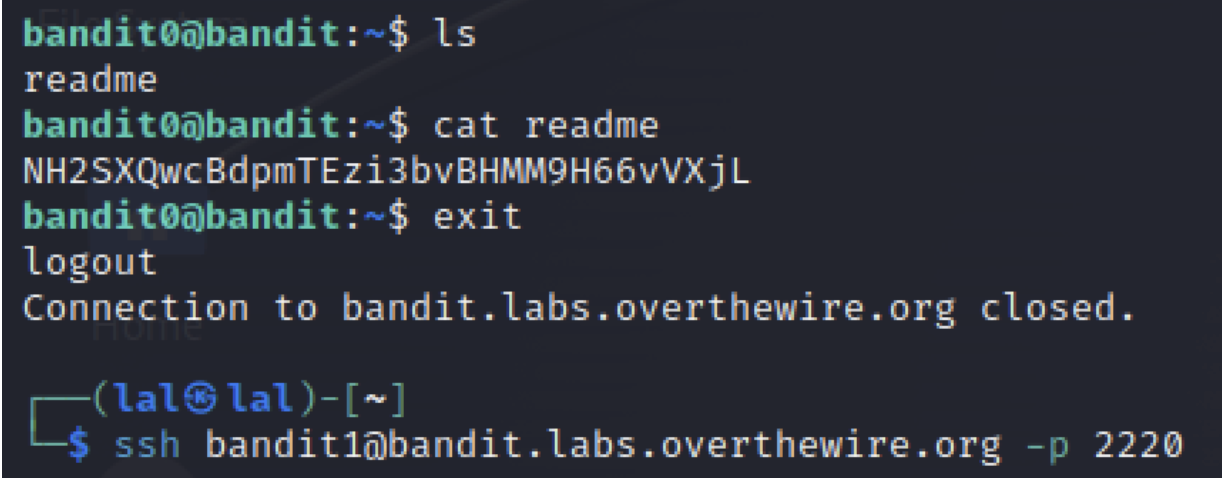 bandit0@bandit:~$ ls
readme
bandit0@bandit:~$ cat readme
NH2SXQwcBdpmTEzi3bvBHMM9H66vVXjL
bandit0@bandit:~$ exit
logout
Connection to bandit.labs.overthewire.org closed.
Home
┌──(lal㉿lal)-[~]
└─$ ssh bandit1@bandit.labs.overthewire.org -p 2220